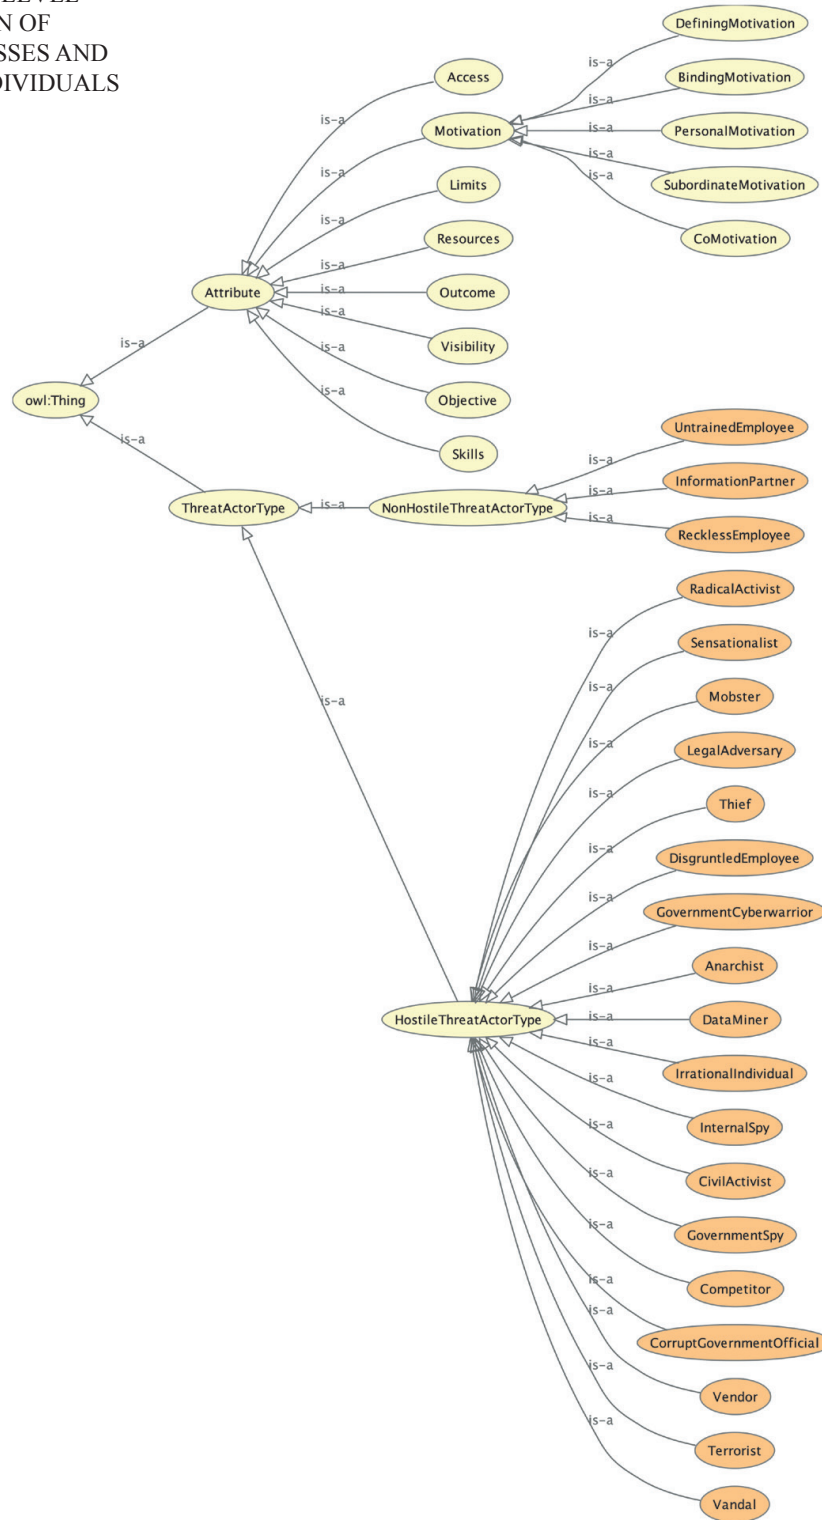 N OF
SSES AND
DIVIDUALS
DefiningMotivation
is-a
Access
BindingMotivation
is-a
is-a
Motivation
is-a
PersonalMotivation
is-a
is-a
Limits
SubordinateMotivation
is-a
is-a
Resources
CoMotivation
is-a
Attribute
is-a
Outcome
is-a
Visibility
is-a
is-a
owl:Thing
is-a
Objective
is-a
Skills
UntrainedEmployee
is-a
InformationPartner
is-a
ThreatActorType
is-a
NonHostileThreatActorType
is-a
RecklessEmployee
RadicalActivist
is-a
Sensationalist
is-a
is-a
Mobster
is-a
LegalAdversary
is-a
Thief
is-a
DisgruntledEmployee
is-a
GovernmentCyberwarrior
is-a
Anarchist
is-a
HostileThreatActorType
is-a
DataMiner
is-a
IrrationalIndividual
is-a
InternalSpy
is-a
CivilActivist
is-a
GovernmentSpy
is-a
Competitor
is-a
CorruptGovernmentOfficial
is-a
Vendor
is-a
Terrorist
is-a
Vandal